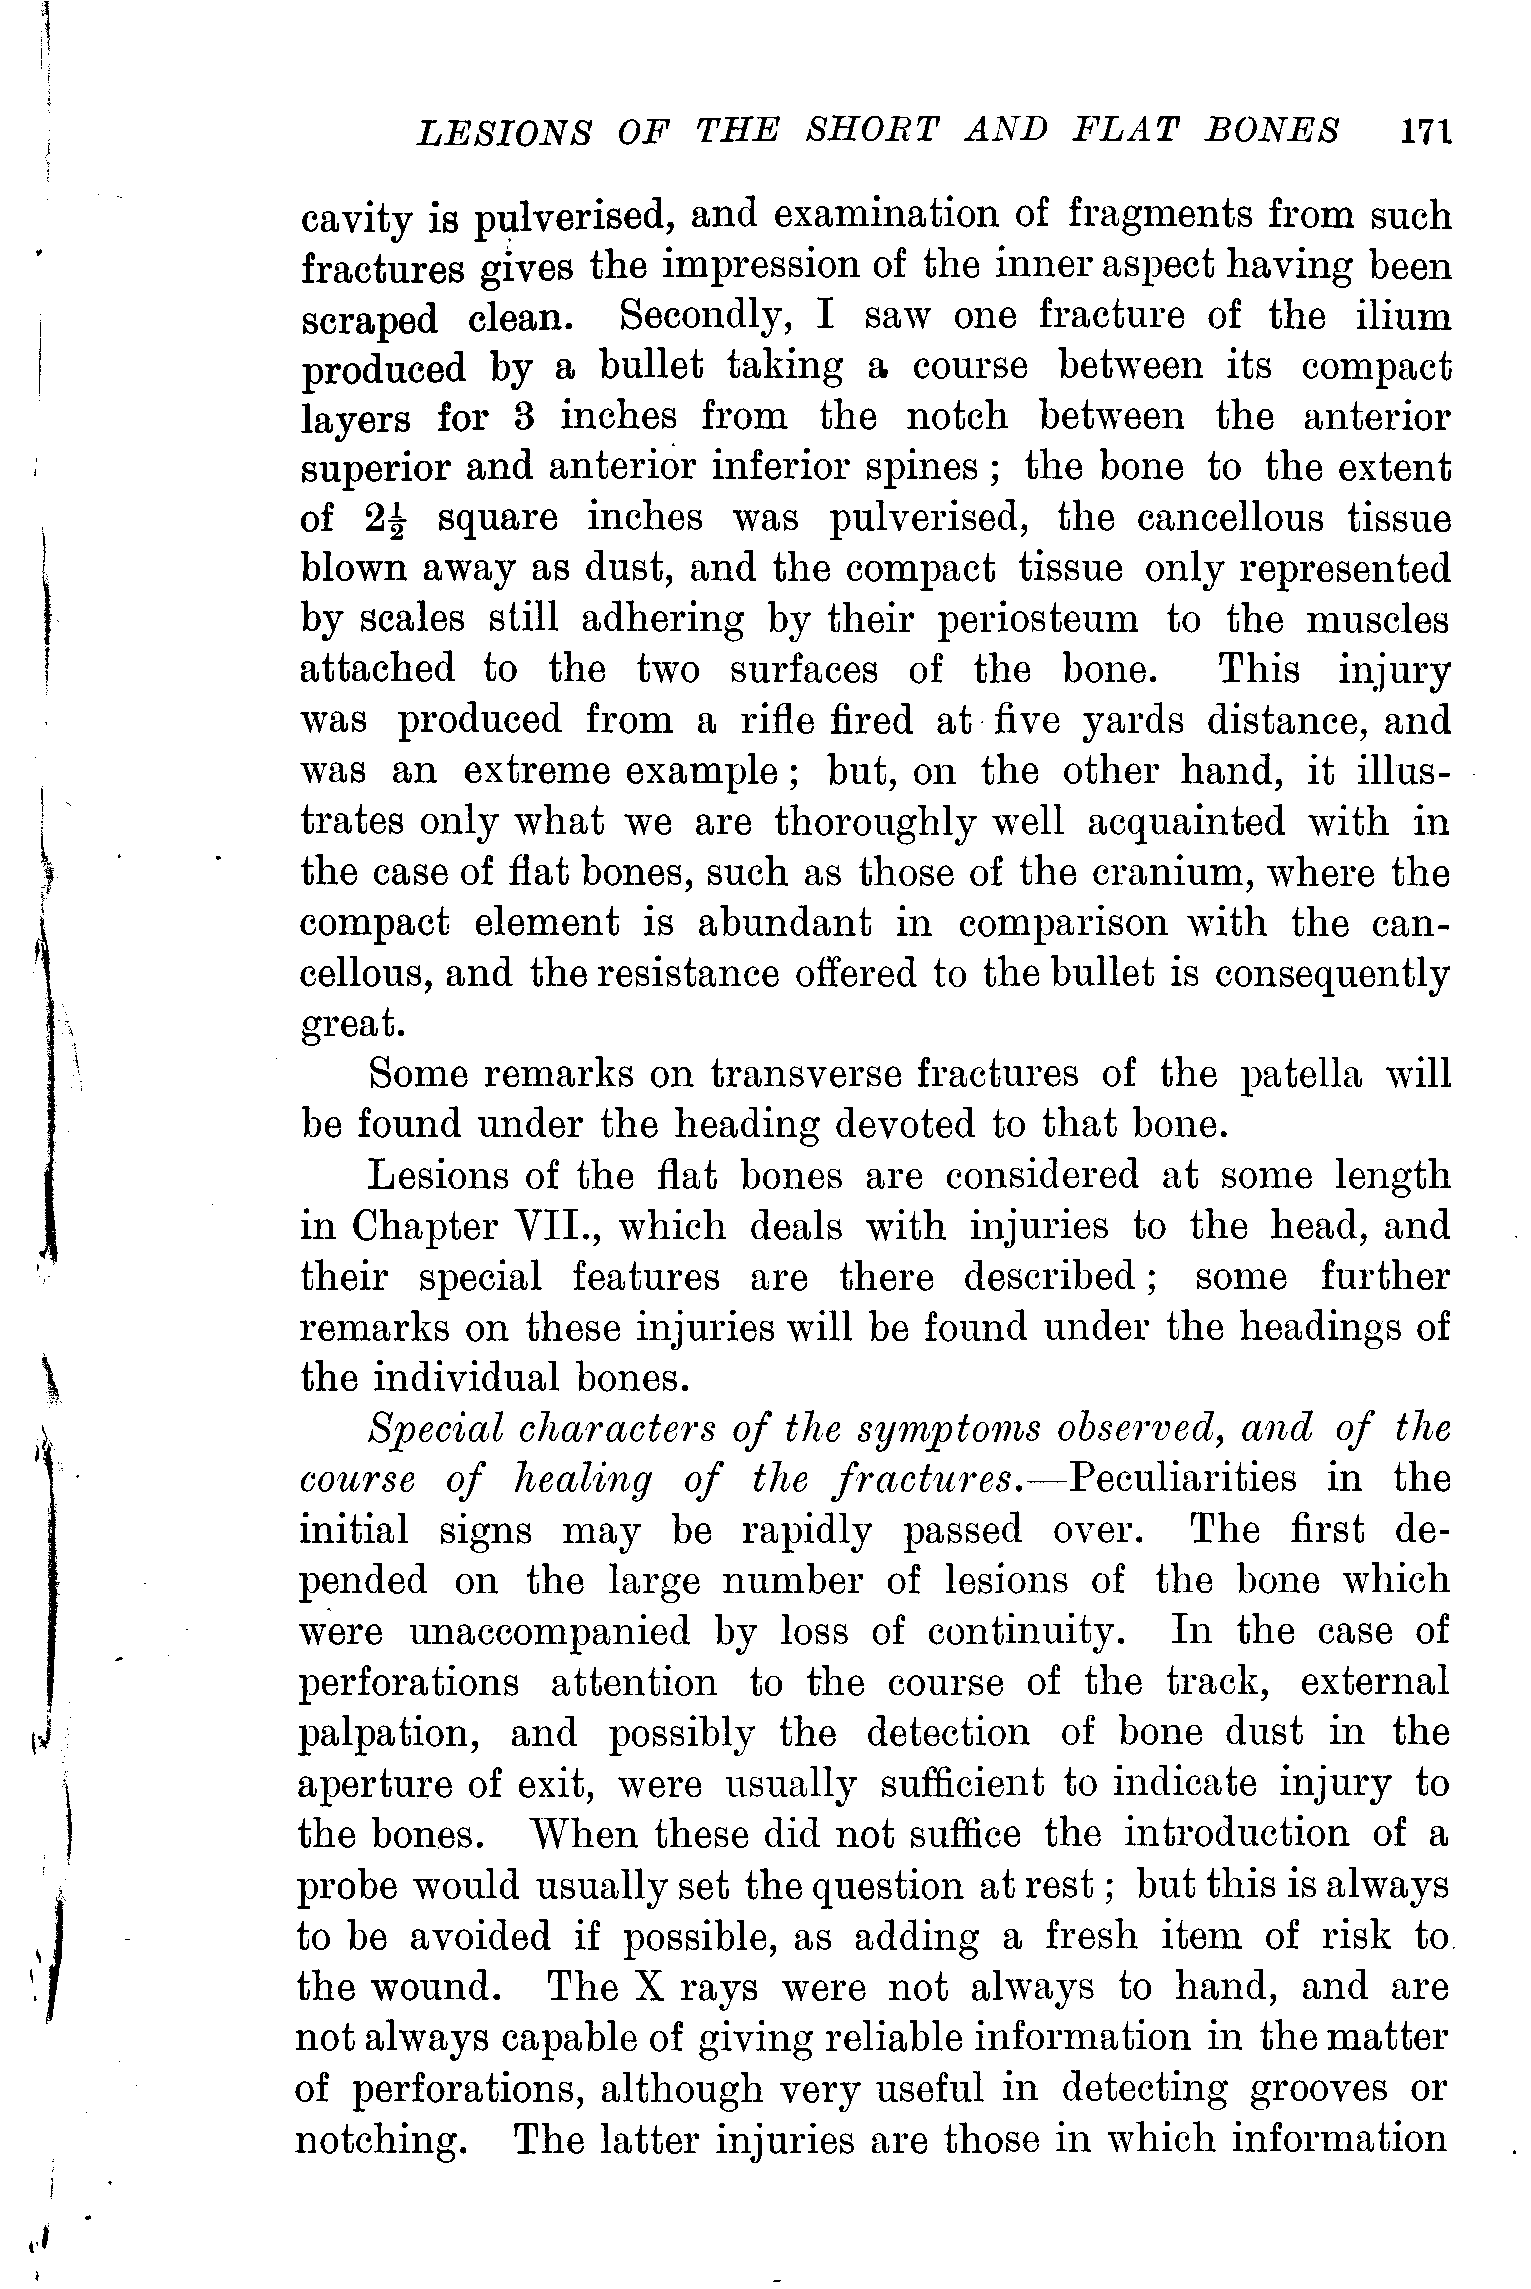 LESIONS OF THE SHORT AND FLAT BONES 171
cavity is pulverised, and examination of fragments from such
fractures gives the impression of the inner aspect having been
scraped clean. Secondly, I saw one fracture of the ilium
produced by a bullet taking a course between its compact
layers for 3 inches from the notch between the anterior
superior and anterior inferior spines ; the bone to the extent
of 2½ square inches was pulverised, the cancellous tissue
blown away as dust, and the compact tissue only represented
by scales still adhering by their periosteum to the muscles
attached to the two surfaces of the bone. This injury
was produced from a rifle fired at five yards distance, and
was an extreme example ; but, on the other hand, it illus-
trates only what we are thoroughly well acquainted with in
the case of flat bones, such as those of the cranium, where the
compact element is abundant in comparison with the can-
cellous, and the resistance offered to the bullet is consequently
great.
Some remarks on transverse fractures of the patella will
be found under the heading devoted to that bone.
Lesions of the flat bones are considered at some length
in Chapter VII., which deals with injuries to the head, and
their special features are there described ; some further
remarks on these injuries will be found under the headings of
the individual bones.
Special characters of the symptoms observed, and of the
course of healing of the fractures.—Peculiarities in the
initial signs may be rapidly passed over. The first de-
pended on the large number of lesions of the bone which
were unaccompanied by loss of continuity. In the case of
perforations attention to the course of the track, external
palpation, and possibly the detection of bone dust in the
aperture of exit, were usually sufficient to indicate injury to
the bones. When these did not suffice the introduction of a
probe would usually set the question at rest ; but this is always
to be avoided if possible, as adding a fresh item of risk to
the wound. The X rays were not always to hand, and are
not always capable of giving reliable information in the matter
of perforations, although very useful in detecting grooves or
notching. The latter injuries are those in which information